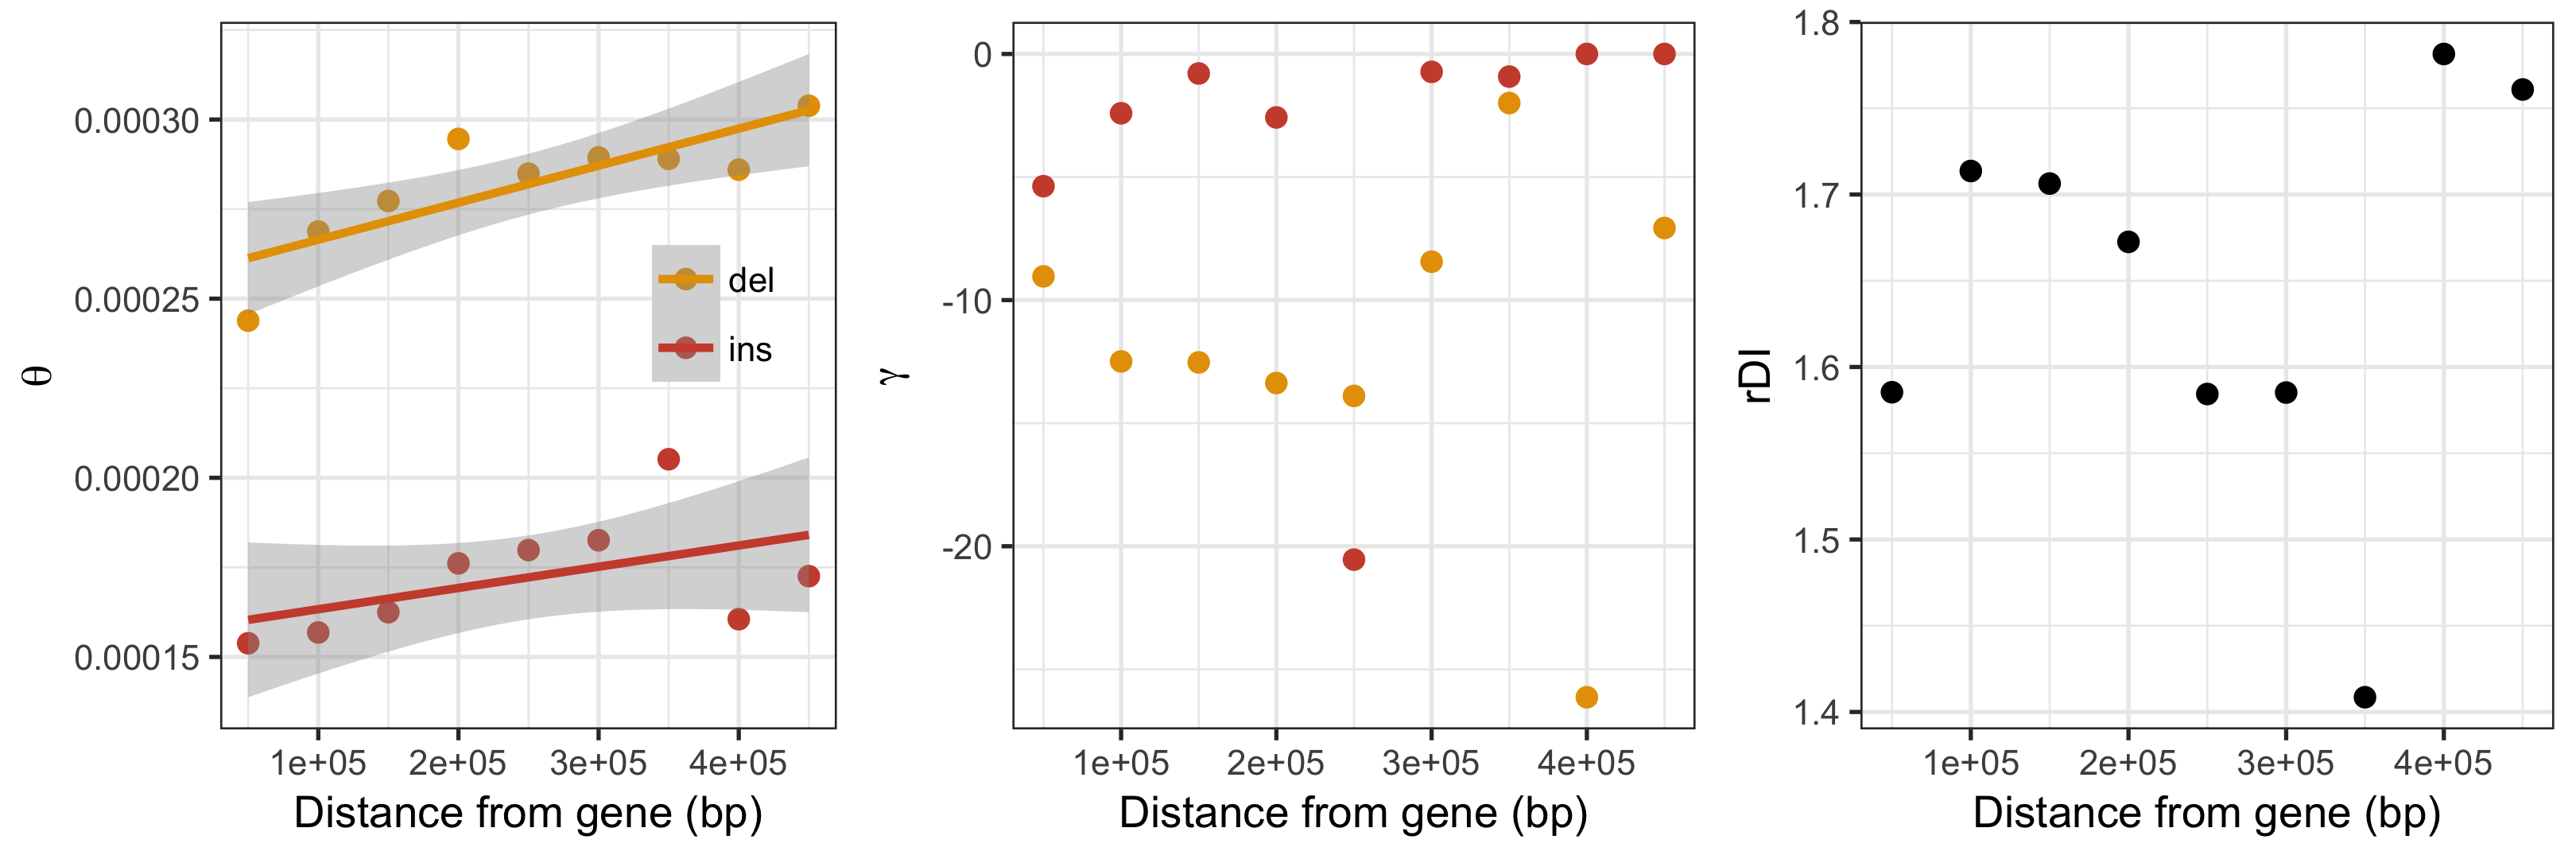 0.00030
0.00025
0.00020
0.00015
θ
del
ins
1e+05 2e+05 3e+05 4e+05
Distance from gene (bp)
0
-10
-20
γ
1e+05 2e+05 3e+05 4e+05
Distance from gene (bp)
1.8
1.7
1.6
1.5
1.4
rDI
1e+05 2e+05 3e+05 4e+05
Distance from gene (bp)